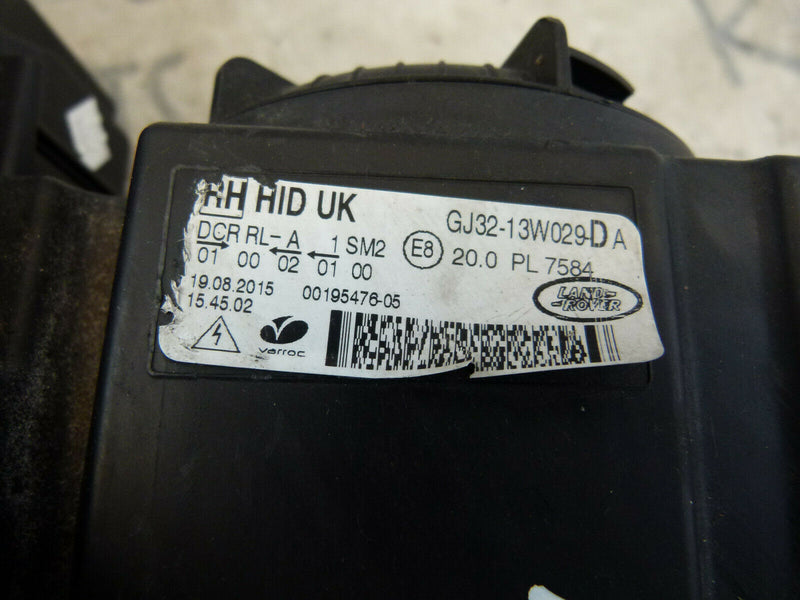 RH HID UK
GJ32-13W029-D A
DCR RL-A 1 SM2
01 00 02 01 00
E8 20.0 PL 7584
19.08.2015 00195476-05
15.45.02
LAND-
-ROVER
varroc